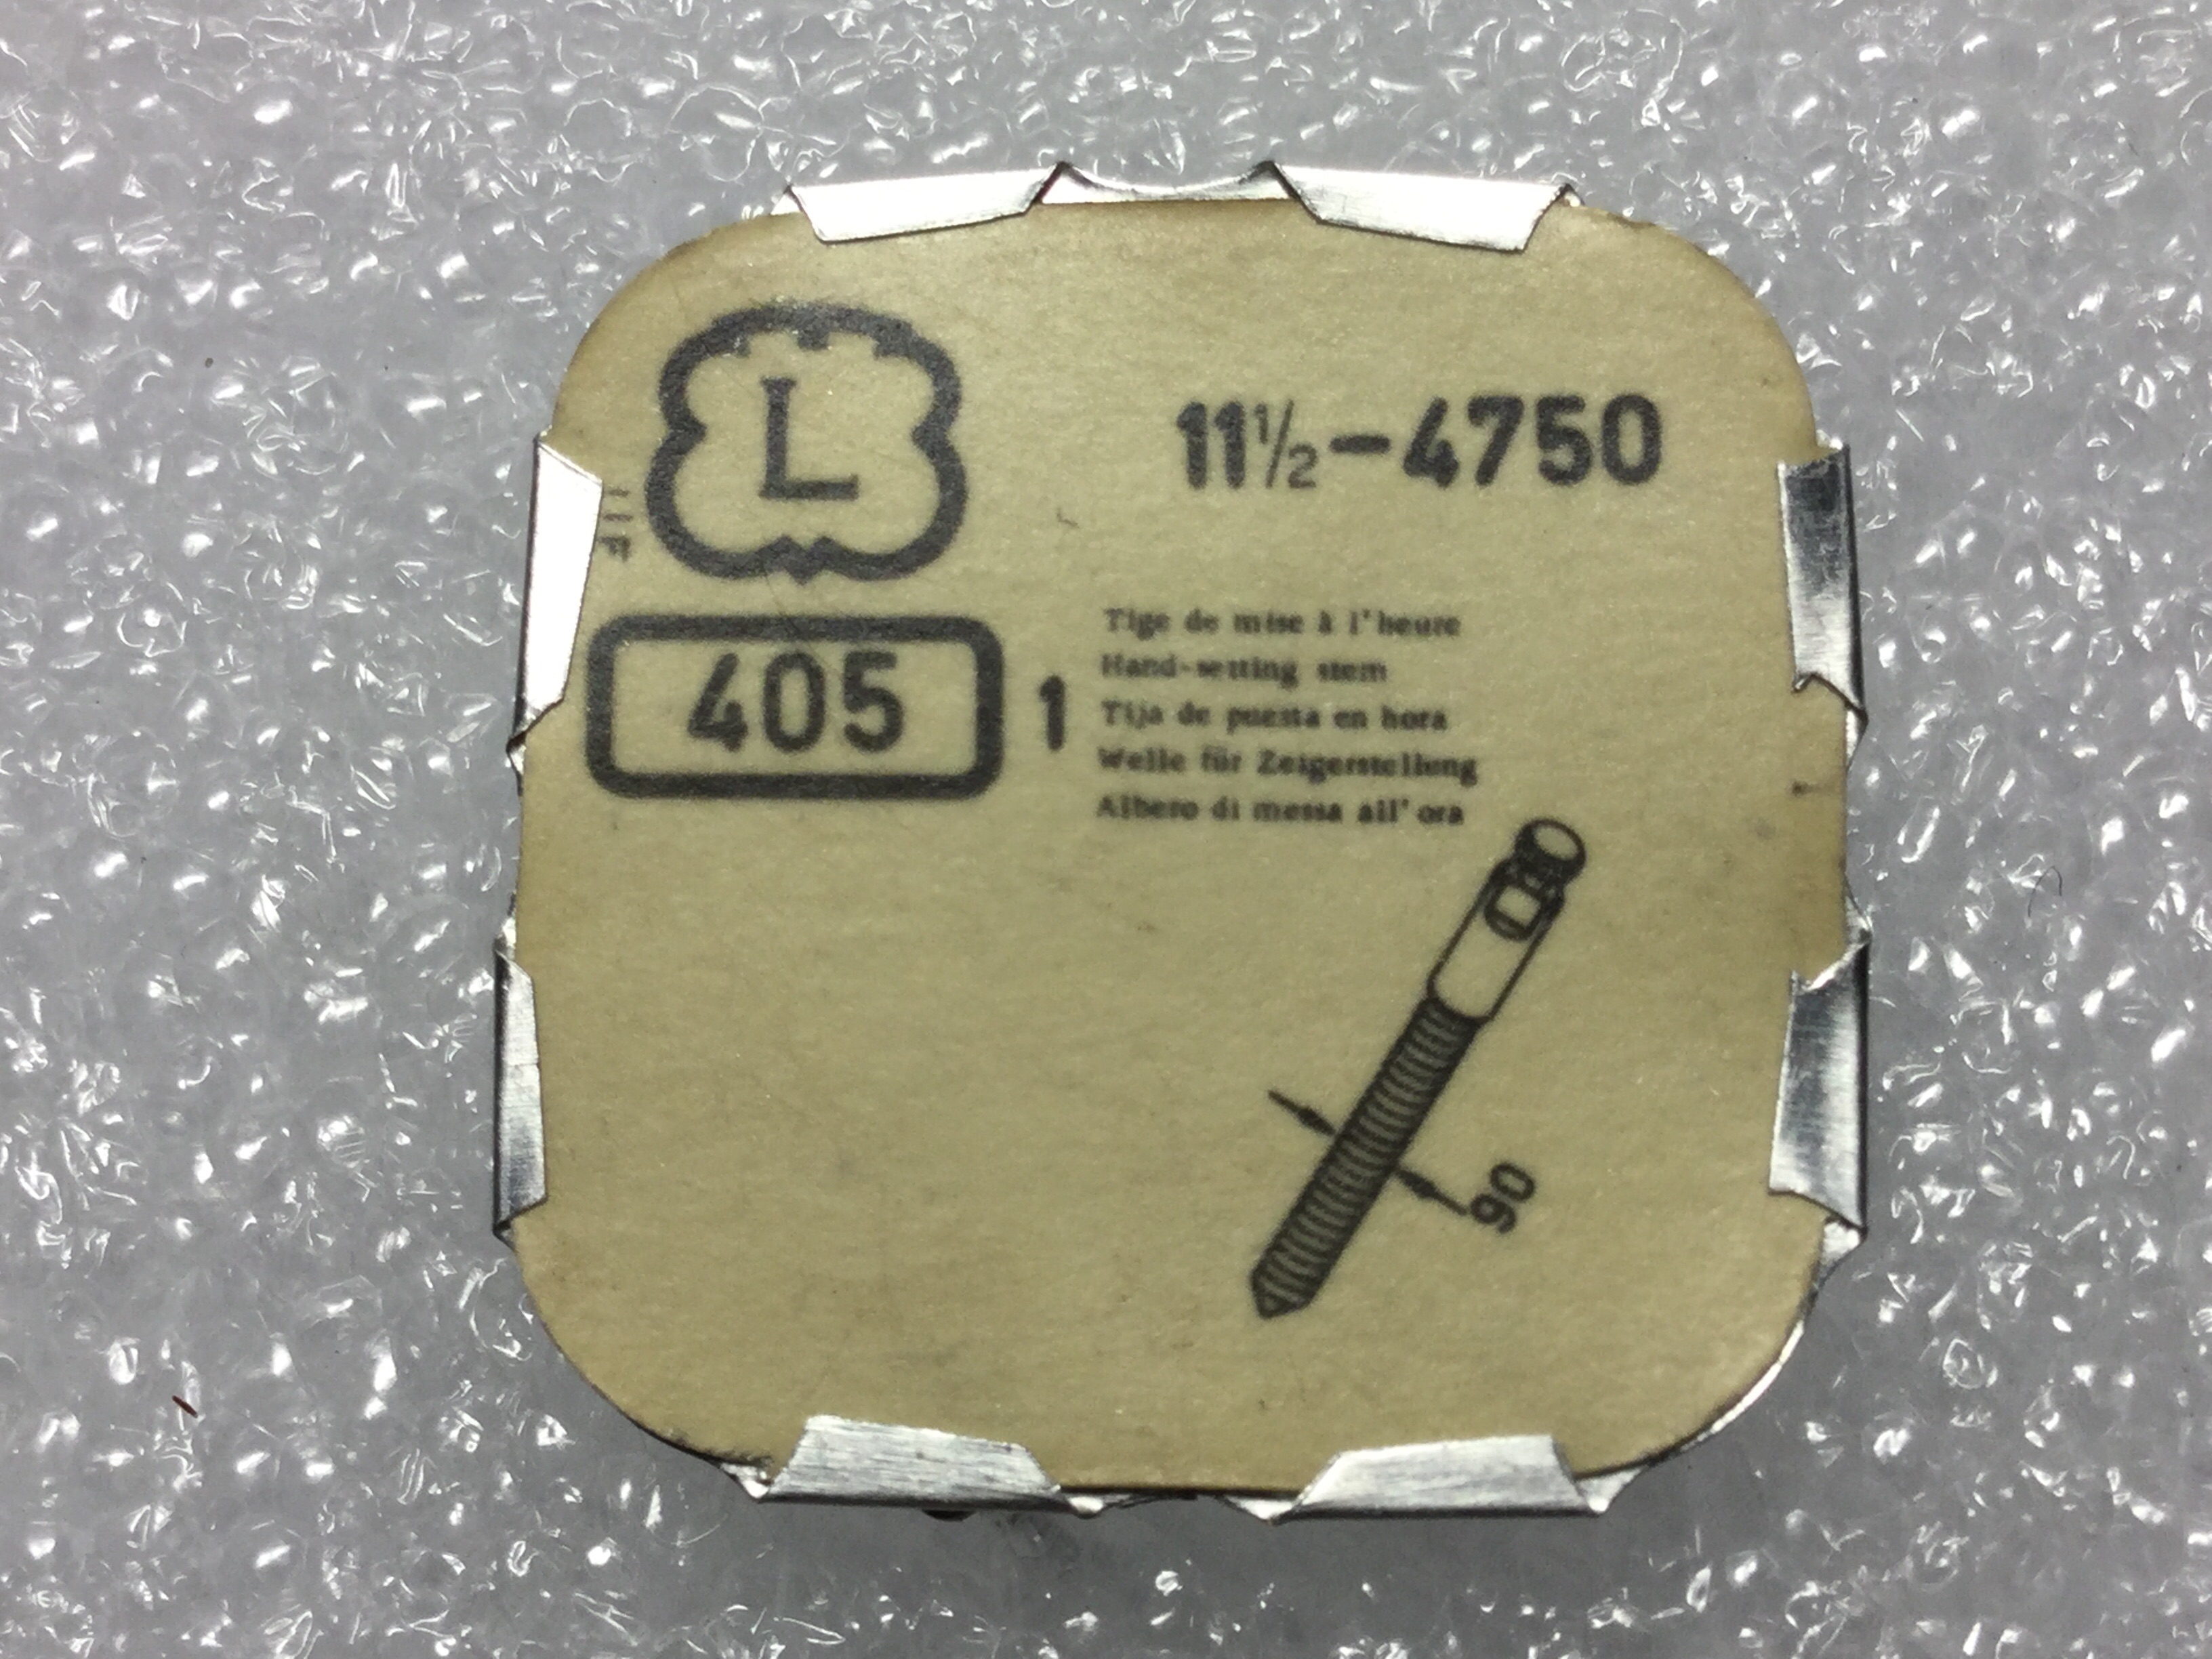 L
11½-4750
405
1
Tige de mise à l'heure
Hand-setting stem
Tija de puesta en hora
Welle für Zeigerstellung
Albero di messa all'ora
90